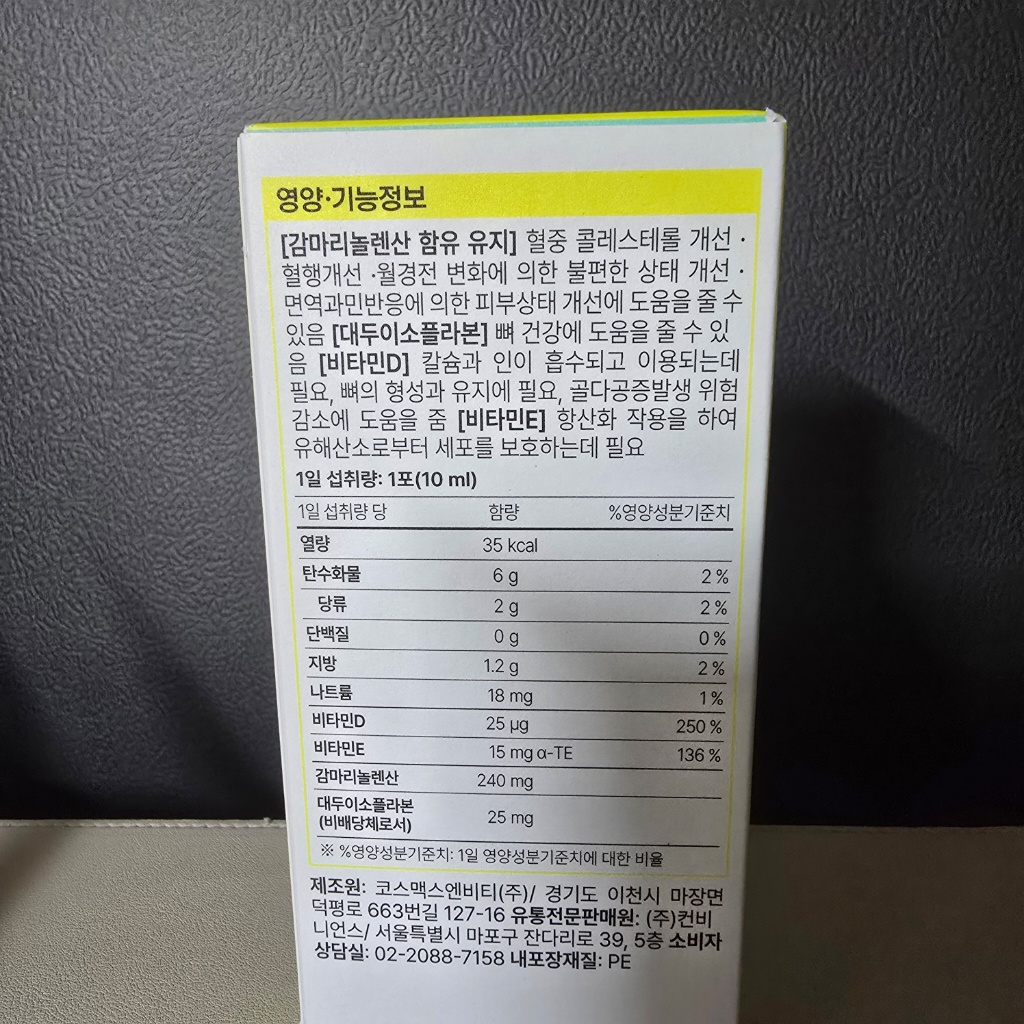 영양·기능정보
[감마리놀렌산 함유 유지] 혈중 콜레스테롤 개선 ·
혈행개선 ·월경전 변화에 의한 불편한 상태 개선 ·
면역과민반응에 의한 피부상태 개선에 도움을 줄 수
있음 [대두이소플라본] 뼈 건강에 도움을 줄 수 있
음 [비타민D] 칼슘과 인이 흡수되고 이용되는데
필요, 뼈의 형성과 유지에 필요, 골다공증발생 위험
감소에 도움을 줌 [비타민E] 항산화 작용을 하여
유해산소로부터 세포를 보호하는데 필요
1일 섭취량: 1포(10 ml)
1일 섭취량 당 함량 %영양성분기준치
열량 35 kcal
탄수화물 6 g 2 %
당류 2 g 2 %
단백질 0 g 0 %
지방 1.2 g 2 %
나트륨 18 mg 1 %
비타민D 25 µg 250 %
비타민E 15 mg α-TE 136 %
감마리놀렌산 240 mg
대두이소플라본
(비배당체로서) 25 mg
※ %영양성분기준치: 1일 영양성분기준치에 대한 비율
제조원: 코스맥스엔비티(주)/ 경기도 이천시 마장면
덕평로 663번길 127-16 유통전문판매원: (주)컨비
니언스/ 서울특별시 마포구 잔다리로 39, 5층 소비자
상담실: 02-2088-7158 내포장재질: PE